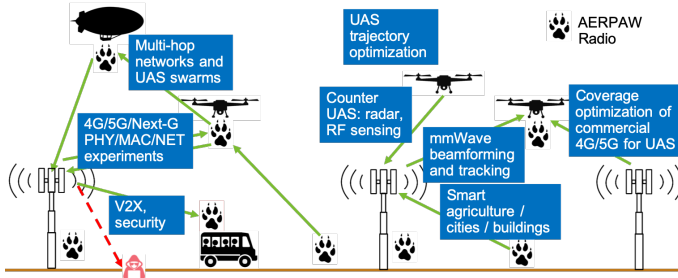 Multi-hop
networks and
UAS swarms
4G/5G/Next-G
PHY/MAC/NET
experiments
V2X,
security
UAS
trajectory
optimization
Counter
UAS: radar,
RF sensing
mmWave
beamforming
and tracking
Smart
agriculture /
cities / buildings
Coverage
optimization of
commercial
4G/5G for UAS
AERPAW
Radio